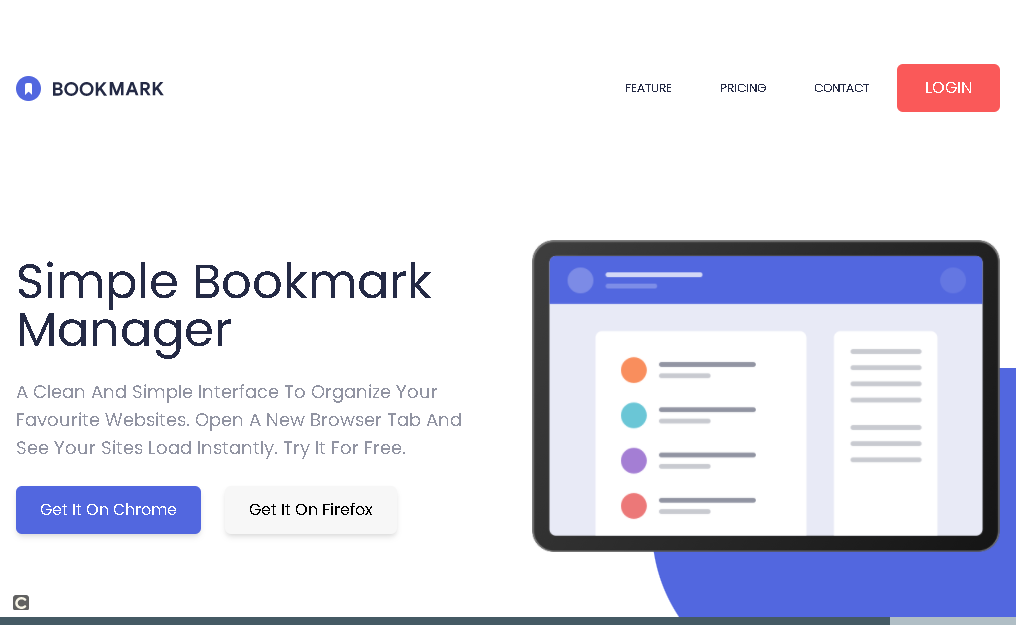 BOOKMARK
FEATURE
PRICING
CONTACT
LOGIN
Simple Bookmark
Manager
A Clean And Simple Interface To Organize Your
Favourite Websites. Open A New Browser Tab And
See Your Sites Load Instantly. Try It For Free.
Get It On Chrome
Get It On Firefox
C